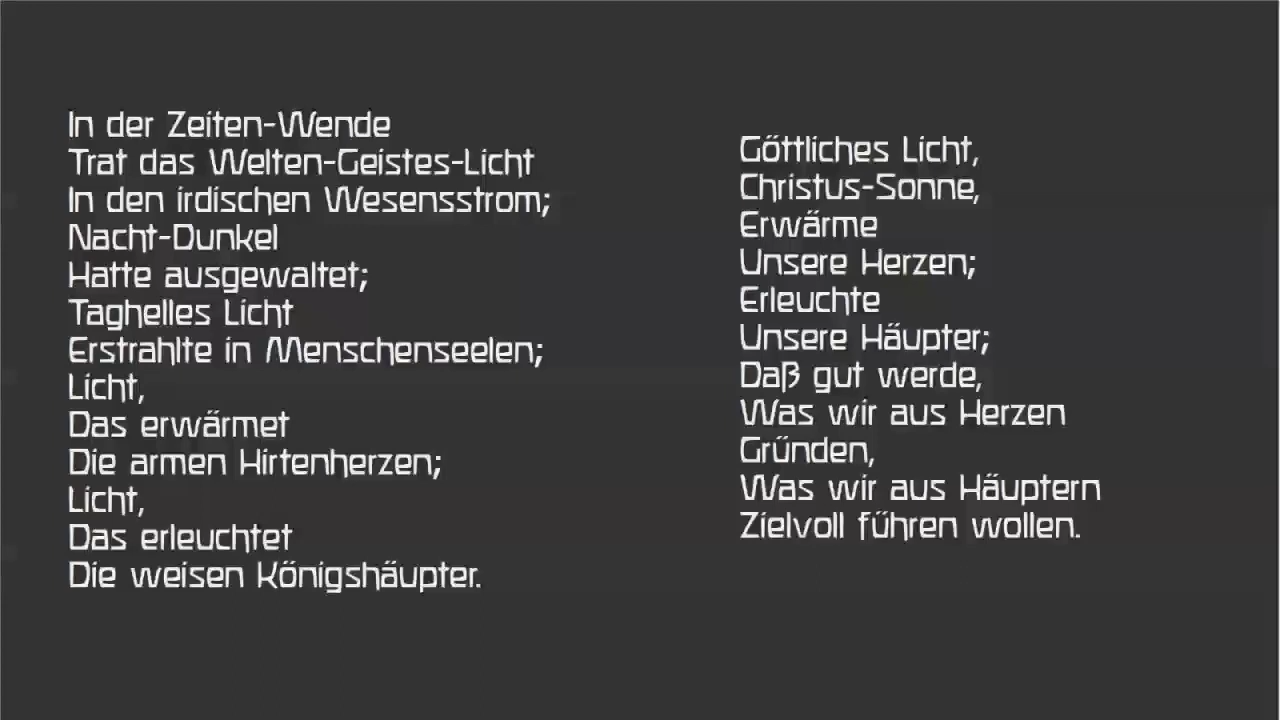 In der Zeiten-Wende
Trat das Welten-Geistes-Licht
In den irdischen Wesensstrom;
Nacht-Dunkel
Hatte ausgewaltet;
Taghelles Licht
Erstrahlte in Menschenseelen;
Licht,
Das erwärmet
Die armen Hirtenherzen;
Licht,
Das erleuchtet
Die weisen Königshäupter.
Göttliches Licht,
Christus-Sonne,
Erwärme
Unsere Herzen;
Erleuchte
Unsere Häupter;
Daß gut werde,
Was wir aus Herzen
Gründen,
Was wir aus Häuptern
Zielvoll führen wollen.